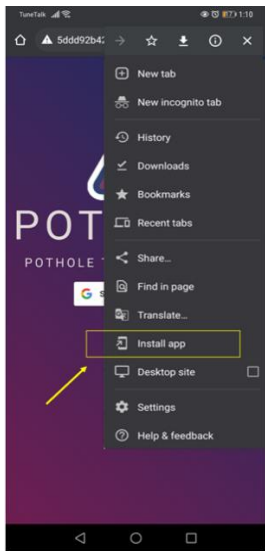 TuneTalk 1:10
5ddd92b42
New tab
New incognito tab
History
Downloads
Bookmarks
Recent tabs
POT
POTHOLE
Share...
Find in page
G
Translate...
Install app
Desktop site
Settings
Help & feedback